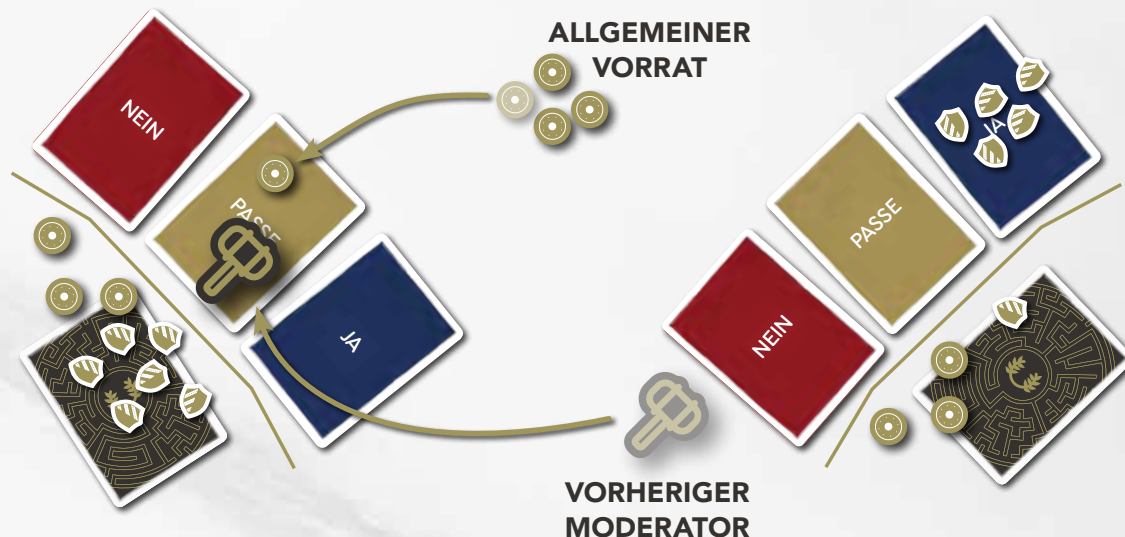 ALLGEMEINER
VORRAT
NEIN
PASSE
JA
JA
PASSE
NEIN
VORHERIGER
MODERATOR